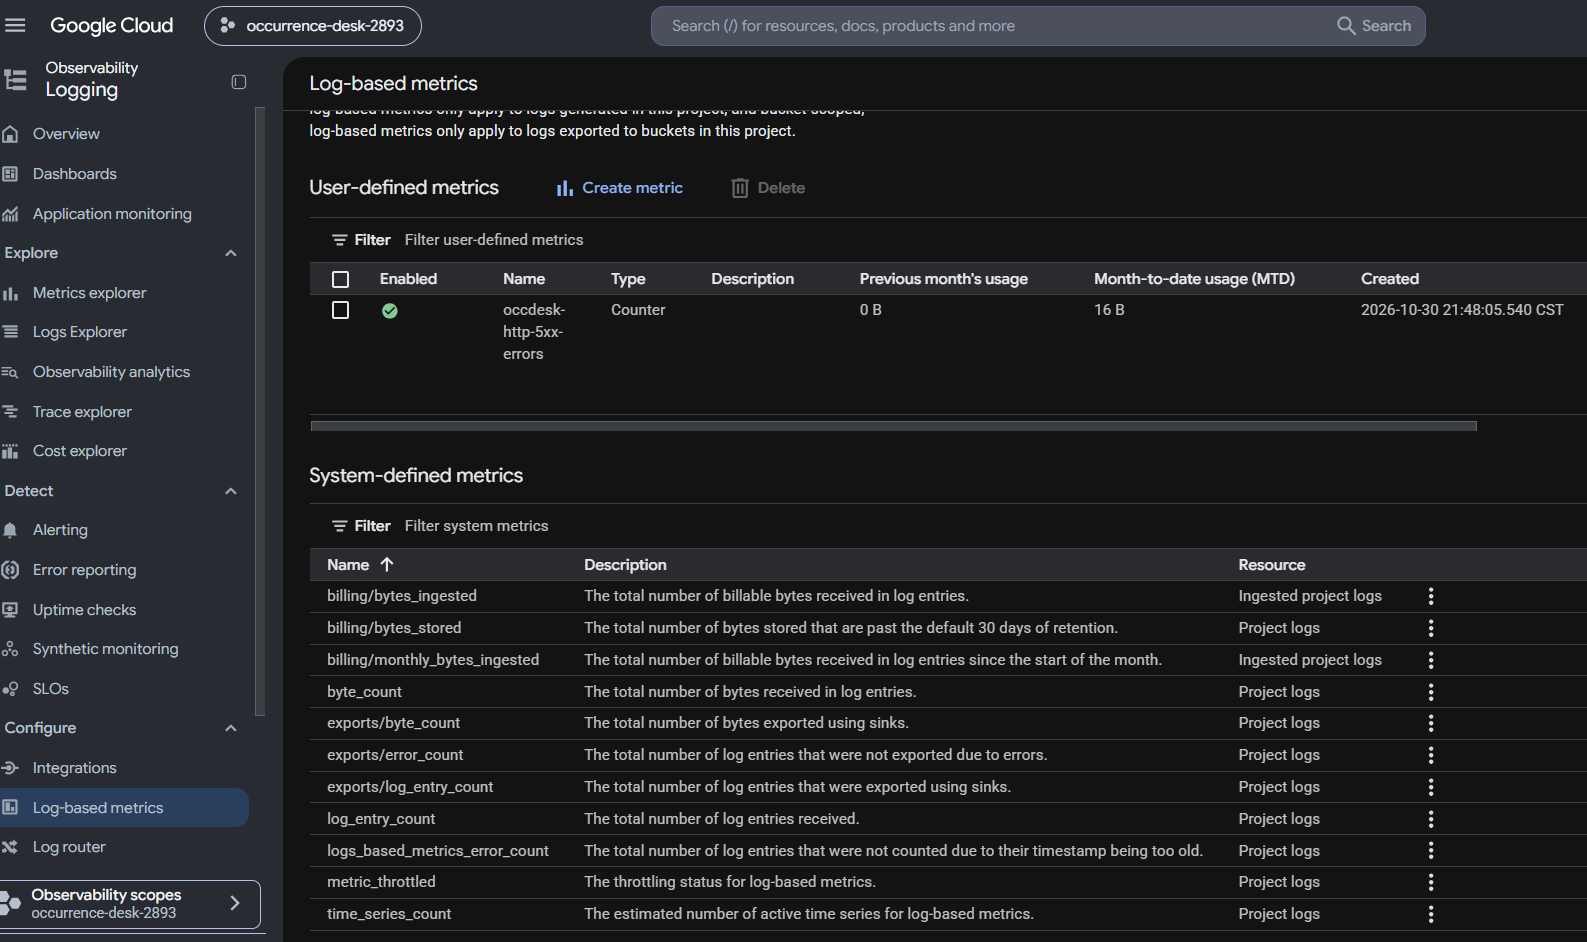 Google Cloud
occurrence-desk-2893
Search (/) for resources, docs, products and more
Search
Observability
Logging
Overview
Dashboards
Application monitoring
Explore
Metrics explorer
Logs Explorer
Observability analytics
Trace explorer
Cost explorer
Detect
Alerting
Error reporting
Uptime checks
Synthetic monitoring
SLOs
Configure
Integrations
Log-based metrics
Log router
Observability scopes
occurrence-desk-2893
Log-based metrics
log-based metrics only apply to logs generated in this project, and bucket scoped,
log-based metrics only apply to logs exported to buckets in this project.
User-defined metrics
Create metric
Delete
Filter Filter user-defined metrics
Enabled Name Type Description Previous month's usage Month-to-date usage (MTD) Created
occdesk- Counter 0 B 16 B 2026-10-30 21:48:05.540 CST
http-5xx-
errors
System-defined metrics
Filter Filter system metrics
Name Description Resource
billing/bytes_ingested The total number of billable bytes received in log entries. Ingested project logs
billing/bytes_stored The total number of bytes stored that are past the default 30 days of retention. Project logs
billing/monthly_bytes_ingested The total number of billable bytes received in log entries since the start of the month. Ingested project logs
byte_count The total number of bytes received in log entries. Project logs
exports/byte_count The total number of bytes exported using sinks. Project logs
exports/error_count The total number of log entries that were not exported due to errors. Project logs
exports/log_entry_count The total number of log entries that were exported using sinks. Project logs
log_entry_count The total number of log entries received. Project logs
logs_based_metrics_error_count The total number of log entries that were not counted due to their timestamp being too old. Project logs
metric_throttled The throttling status for log-based metrics. Project logs
time_series_count The estimated number of active time series for log-based metrics. Project logs